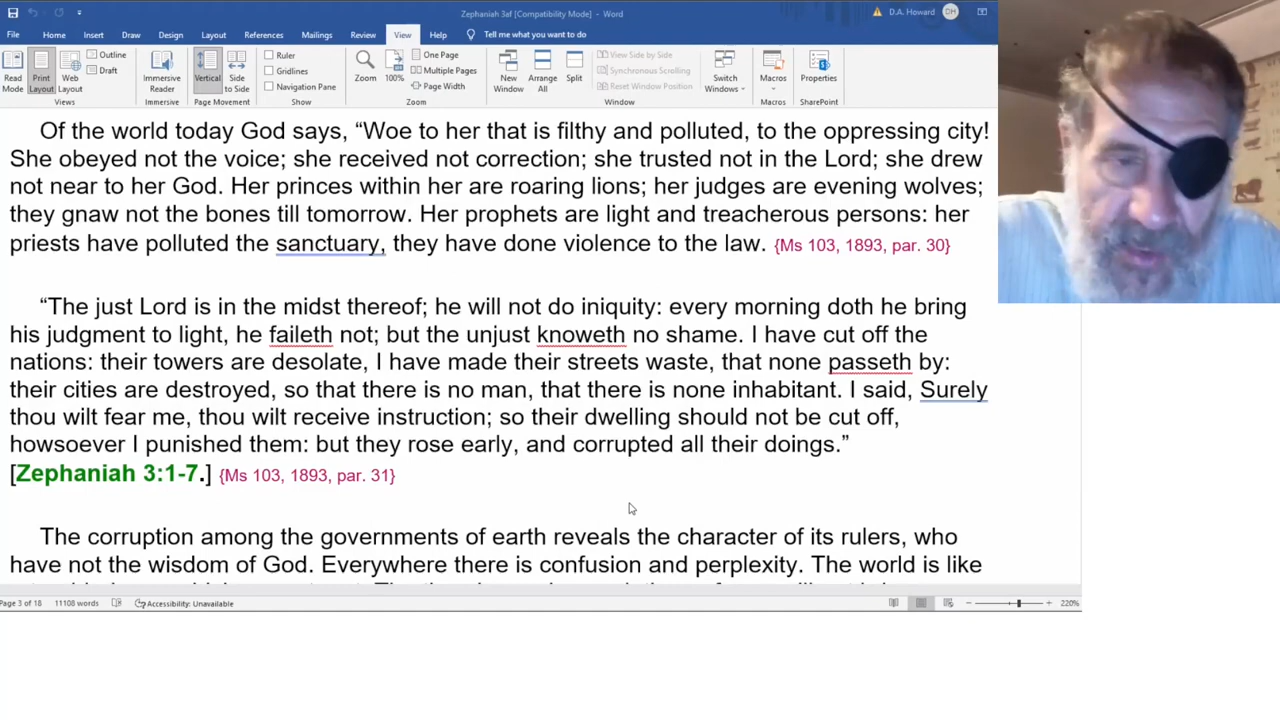 Zephaniah 3af [Compatibility Mode] - Word
D.A. Howard DH
File Home Insert Draw Design Layout References Mailings Review View Help Tell me what you want to do
Read Mode
Print Layout
Web Layout
Outline
Draft
Views
Immersive Reader
Immersive
Vertical
Side to Side
Page Movement
Ruler
Gridlines
Navigation Pane
Show
Zoom
100%
One Page
Multiple Pages
Page Width
Zoom
New Window
Arrange All
Split
View Side by Side
Synchronous Scrolling
Reset Window Position
Window
Switch Windows
Macros
Macros
Properties
SharePoint
Of the world today God says, “Woe to her that is filthy and polluted, to the oppressing city!
She obeyed not the voice; she received not correction; she trusted not in the Lord; she drew
not near to her God. Her princes within her are roaring lions; her judges are evening wolves;
they gnaw not the bones till tomorrow. Her prophets are light and treacherous persons: her
priests have polluted the sanctuary, they have done violence to the law. {Ms 103, 1893, par. 30}
“The just Lord is in the midst thereof; he will not do iniquity: every morning doth he bring
his judgment to light, he faileth not; but the unjust knoweth no shame. I have cut off the
nations: their towers are desolate, I have made their streets waste, that none passeth by:
their cities are destroyed, so that there is no man, that there is none inhabitant. I said, Surely
thou wilt fear me, thou wilt receive instruction; so their dwelling should not be cut off,
howsoever I punished them: but they rose early, and corrupted all their doings.”
[Zephaniah 3:1-7.] {Ms 103, 1893, par. 31}
The corruption among the governments of earth reveals the character of its rulers, who
have not the wisdom of God. Everywhere there is confusion and perplexity. The world is like
Page 3 of 18 11108 words Accessibility: Unavailable 220%